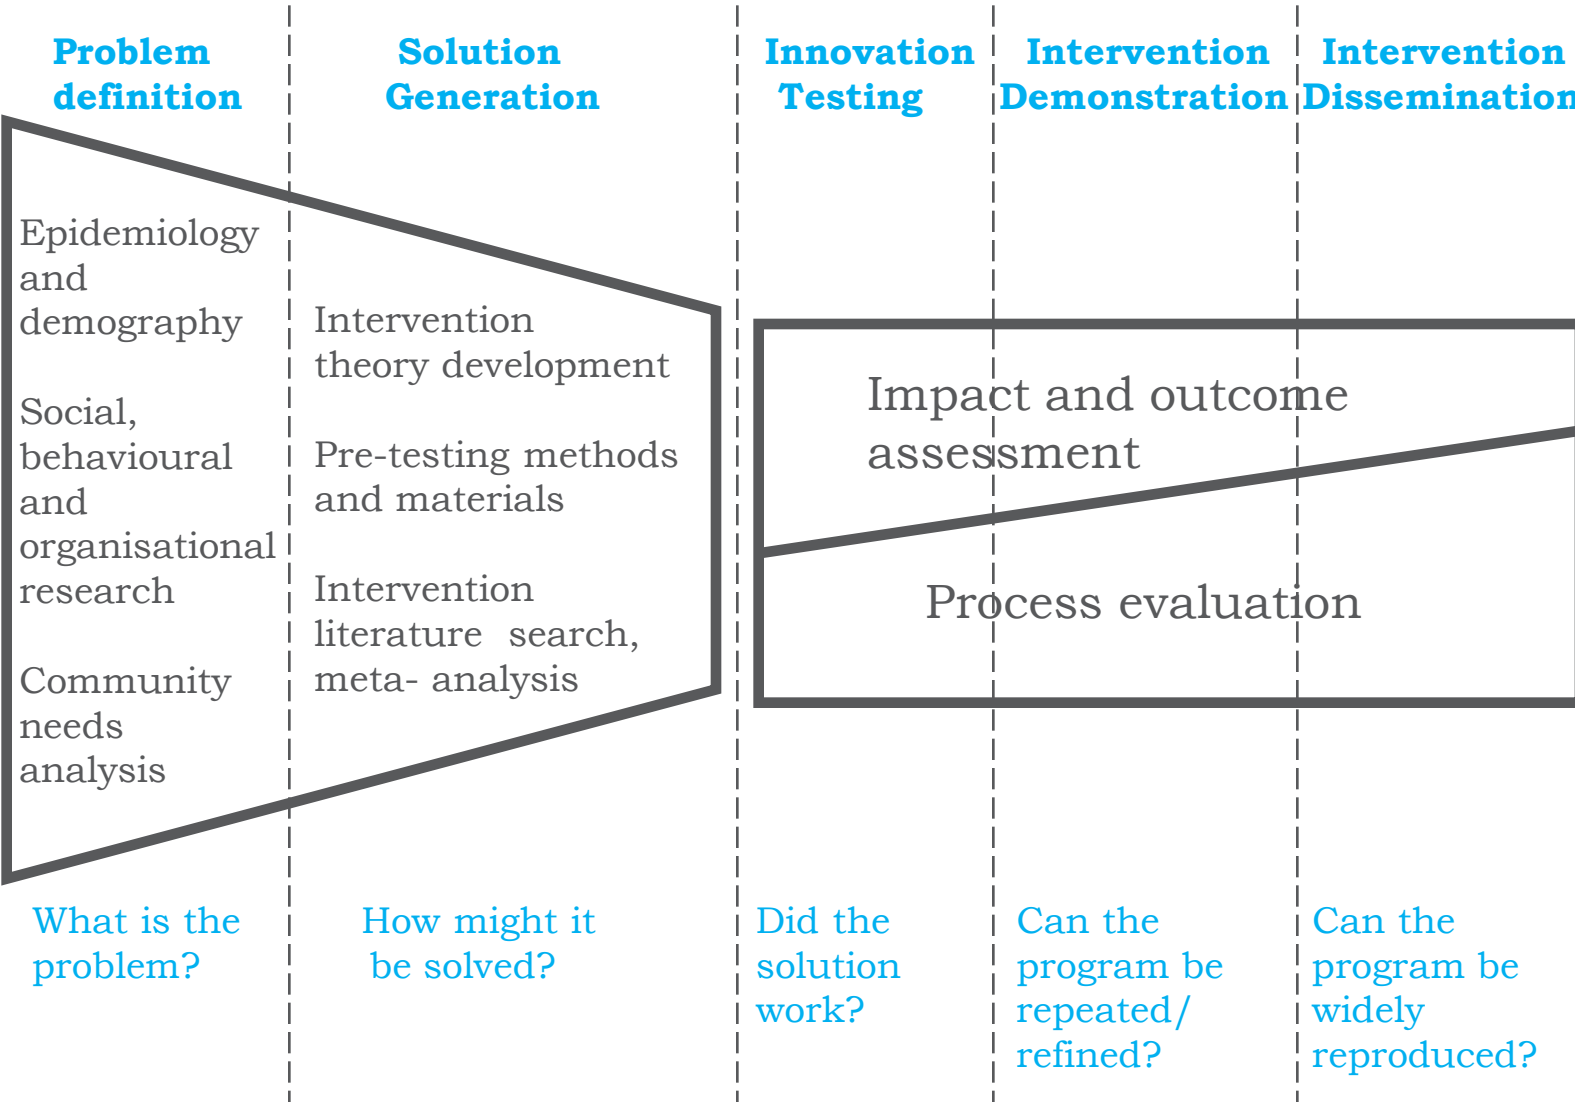 Problem
definition
Solution
Generation
Innovation
Testing
Intervention
Demonstration
Intervention
Dissemination
Epidemiology
and
demography
Social,
behavioural
and
organisational
research
Community
needs
analysis
Intervention
theory development
Pre-testing methods
and materials
Intervention
literature search,
meta- analysis
Impact and outcome
assessment
Process evaluation
What is the
problem?
How might it
be solved?
Did the
solution
work?
Can the
program be
repeated/
refined?
Can the
program be
widely
reproduced?